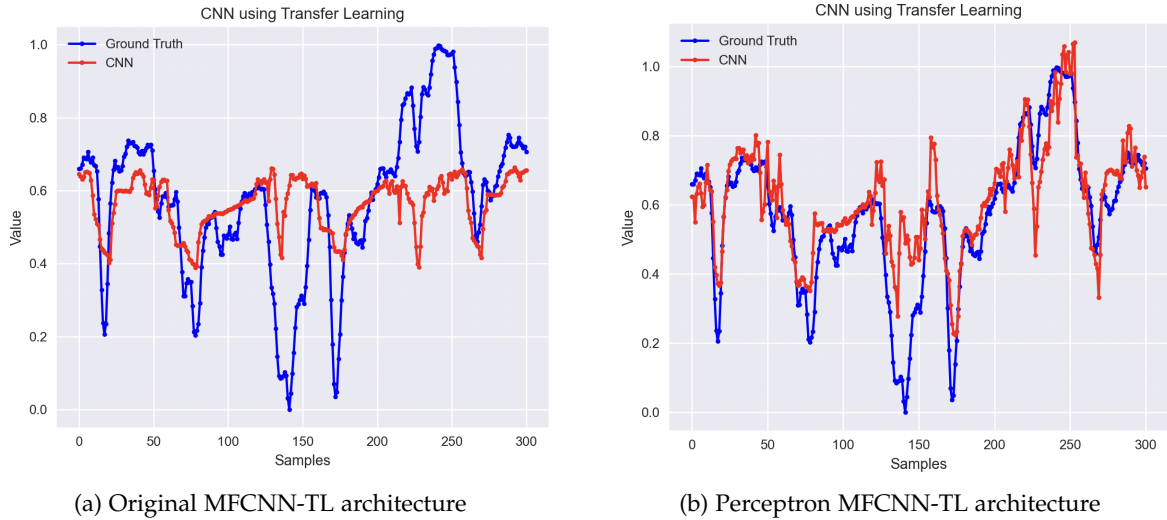 CNN using Transfer Learning
Ground Truth
CNN
1.0
0.8
0.6
0.4
0.2
0.0
Value
0 50 100 150 200 250 300
Samples
(a) Original MFCNN-TL architecture
CNN using Transfer Learning
Ground Truth
CNN
1.0
0.8
0.6
0.4
0.2
0.0
Value
0 50 100 150 200 250 300
Samples
(b) Perceptron MFCNN-TL architecture